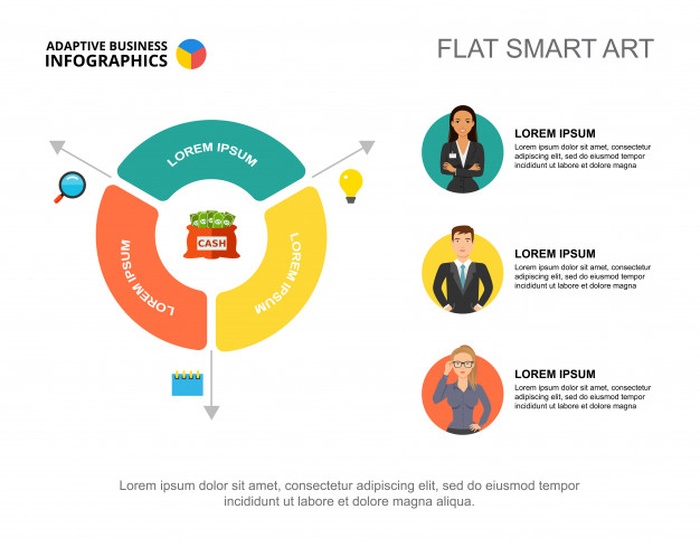 ADAPTIVE BUSINESS
INFOGRAPHICS
FLAT SMART ART
LOREM IPSUM
LOREM IPSUM
LOREM IPSUM
CASH
LOREM IPSUM
Lorem ipsum dolor sit amet, consectetur
adipiscing elit, sed do eiusmod tempor
incididunt ut labore dolore magna
LOREM IPSUM
Lorem ipsum dolor sit amet, consectetur
adipiscing elit, sed do eiusmod tempor
incididunt ut labore dolore magna
LOREM IPSUM
Lorem ipsum dolor sit amet, consectetur
adipiscing elit, sed do eiusmod tempor
incididunt ut labore dolore magna
Lorem ipsum dolor sit amet, consectetur adipiscing elit, sed do eiusmod tempor
incididunt ut labore et dolore magna aliqua.